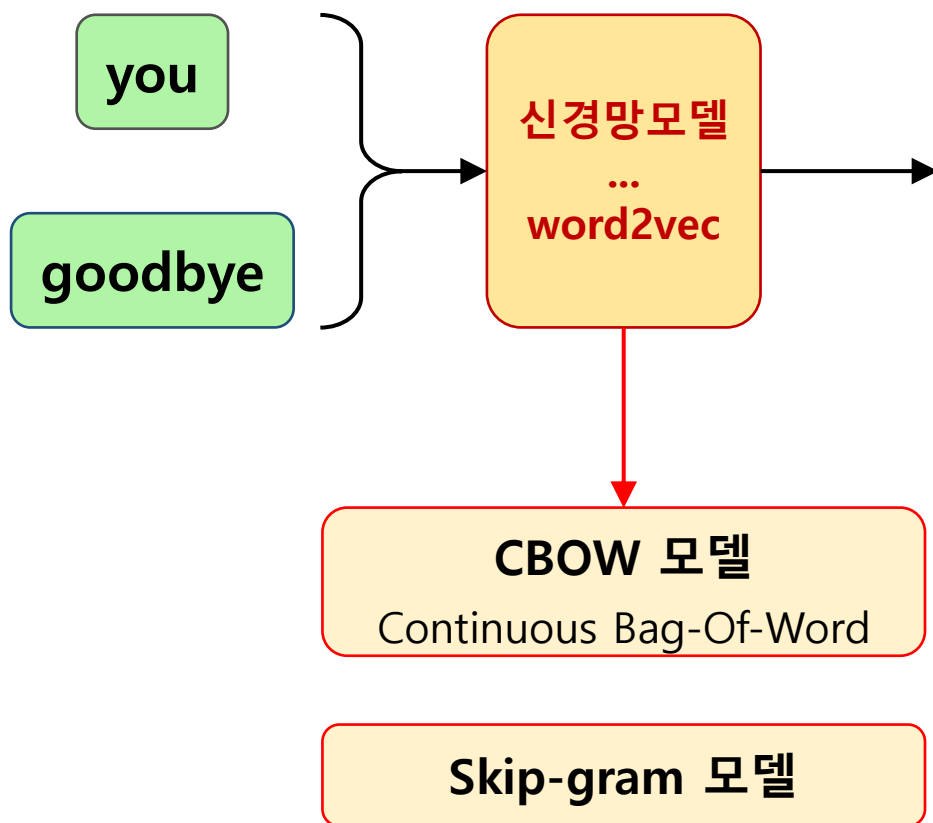 you
goodbye
신경망모델
...
word2vec
CBOW 모델
Continuous Bag-Of-Word
Skip-gram 모델